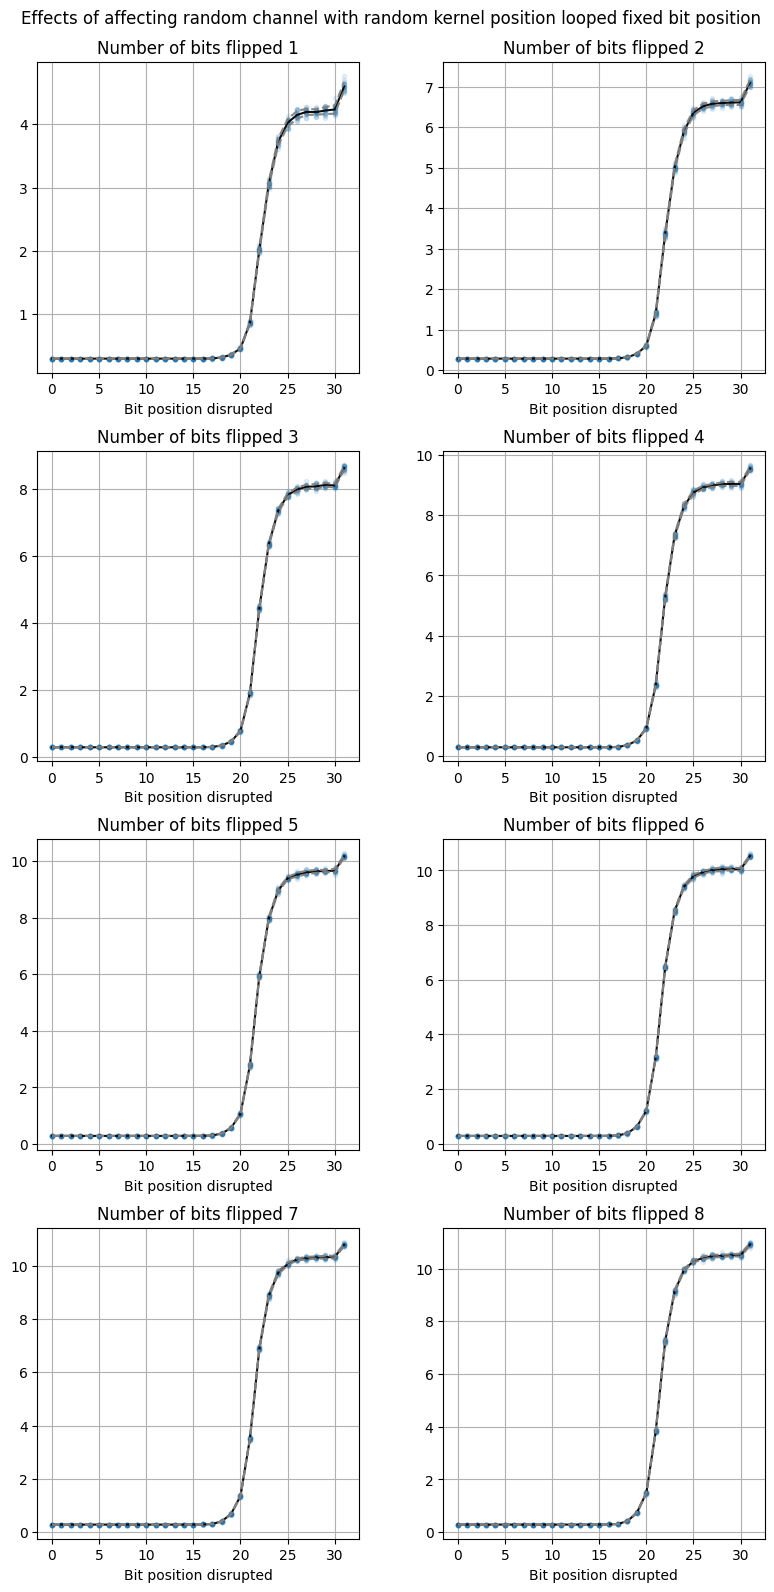 Effects of affecting random channel with random kernel position looped fixed bit position
Number of bits flipped 1
4
3
2
1
0 5 10 15 20 25 30
Bit position disrupted
Number of bits flipped 2
7
6
5
4
3
2
1
0
0 5 10 15 20 25 30
Bit position disrupted
Number of bits flipped 3
8
6
4
2
0
0 5 10 15 20 25 30
Bit position disrupted
Number of bits flipped 4
10
8
6
4
2
0
0 5 10 15 20 25 30
Bit position disrupted
Number of bits flipped 5
10
8
6
4
2
0
0 5 10 15 20 25 30
Bit position disrupted
Number of bits flipped 6
10
8
6
4
2
0
0 5 10 15 20 25 30
Bit position disrupted
Number of bits flipped 7
10
8
6
4
2
0
0 5 10 15 20 25 30
Bit position disrupted
Number of bits flipped 8
10
8
6
4
2
0
0 5 10 15 20 25 30
Bit position disrupted